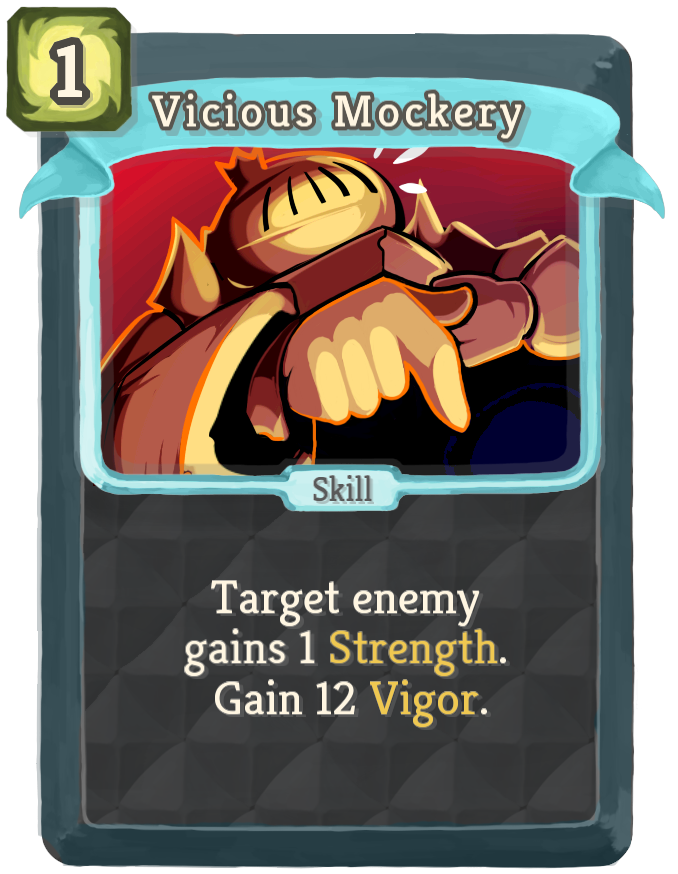 1
Vicious Mockery
Skill
Target enemy
gains 1 Strength.
Gain 12 Vigor.